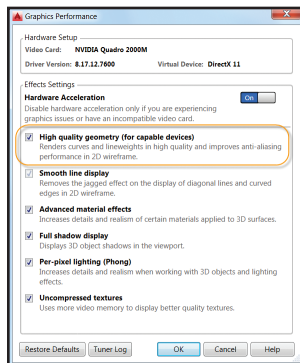 Graphics Performance
Hardware Setup
Video Card: NVIDIA Quadro 2000M
Driver Version: 8.17.12.7600 Virtual Device: DirectX 11
Effects Settings
Hardware Acceleration On
Disable hardware acceleration only if you are experiencing
graphics issues or have an incompatible video card.
High quality geometry (for capable devices)
Renders curves and lineweights in high quality and improves anti-aliasing
performance in 2D wireframe.
Smooth line display
Removes the jagged effect on the display of diagonal lines and curved
edges in 2D wireframe.
Advanced material effects
Increases details and realism of certain materials applied to 3D surfaces.
Full shadow display
Displays 3D object shadows in the viewport.
Per-pixel lighting (Phong)
Increases details and realism when working with 3D objects and lighting
effects.
Uncompressed textures
Uses more video memory to display better quality textures.
Restore Defaults Tuner Log OK Cancel Help